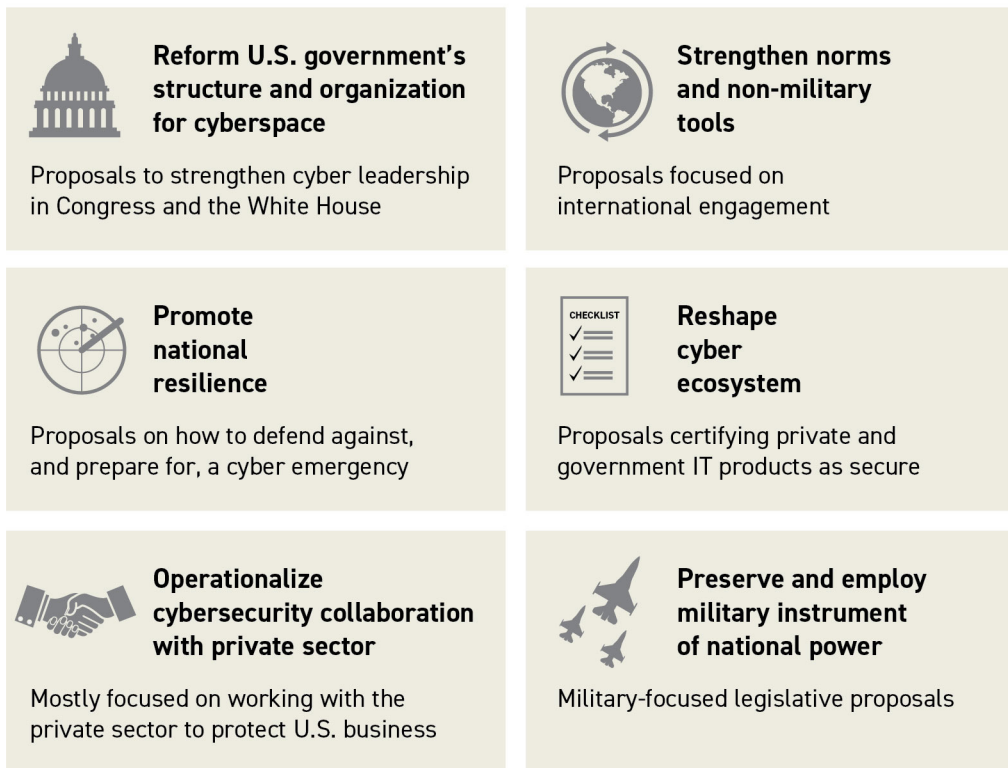 Reform U.S. government’s
structure and organization
for cyberspace
Proposals to strengthen cyber leadership
in Congress and the White House
Strengthen norms
and non-military
tools
Proposals focused on
international engagement
Promote
national
resilience
Proposals on how to defend against,
and prepare for, a cyber emergency
CHECKLIST
Reshape
cyber
ecosystem
Proposals certifying private and
government IT products as secure
Operationalize
cybersecurity collaboration
with private sector
Mostly focused on working with the
private sector to protect U.S. business
Preserve and employ
military instrument
of national power
Military-focused legislative proposals